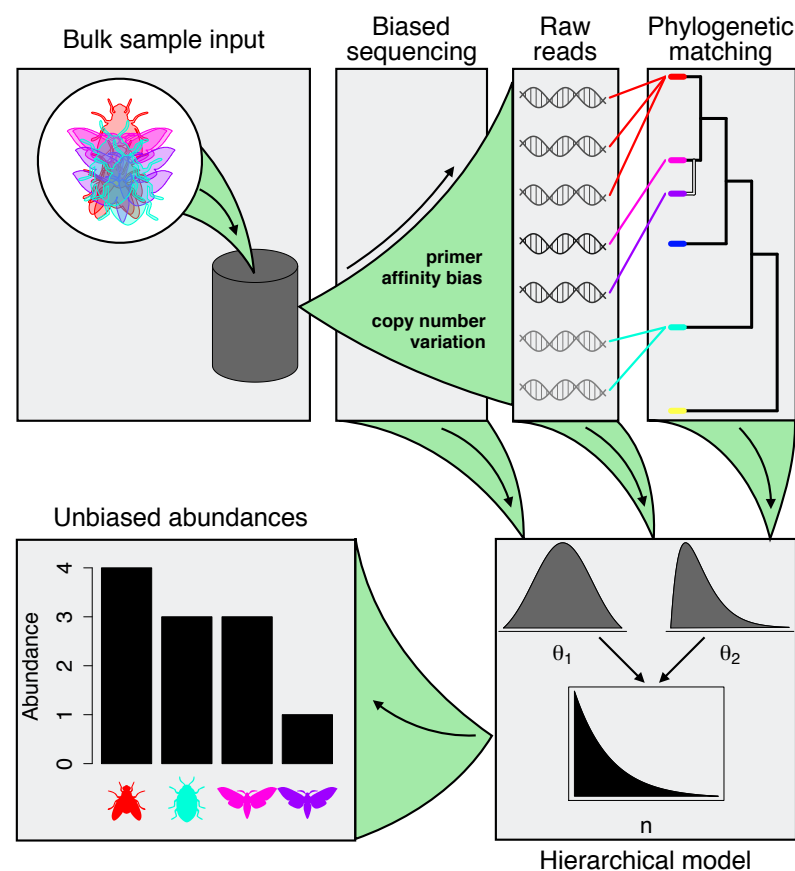 Bulk sample input
Biased
sequencing
Raw
reads
Phylogenetic
matching
primer
affinity bias
copy number
variation
Unbiased abundances
Abundance
4
3
2
1
0
θ1
θ2
n
Hierarchical model